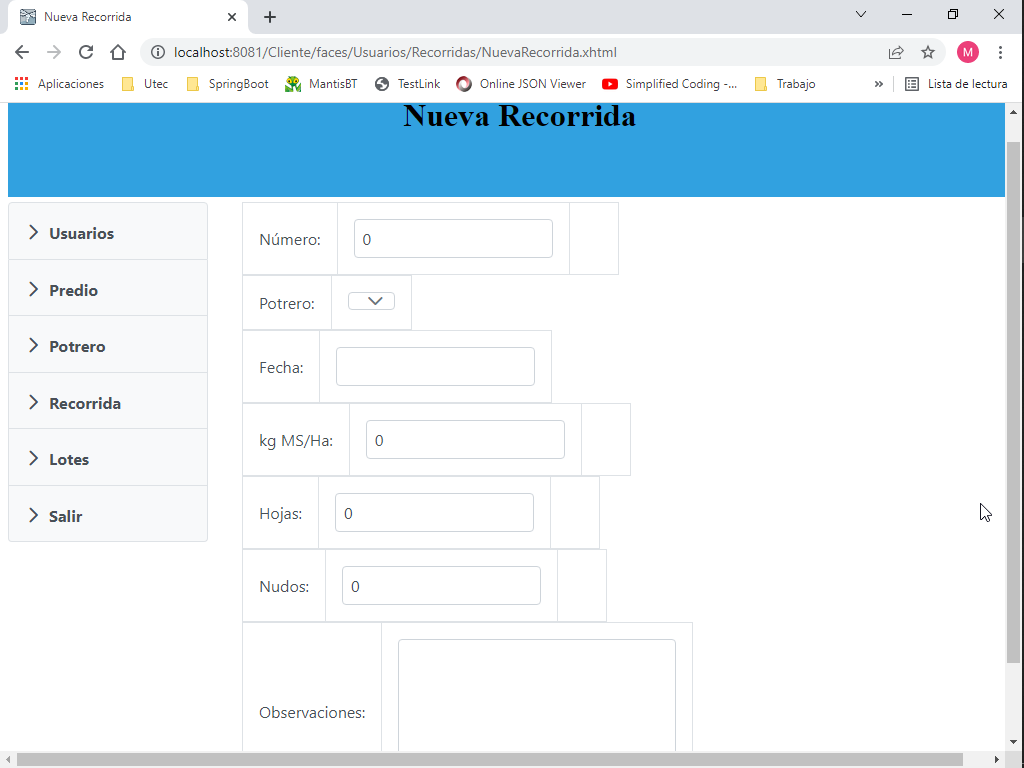 Nueva Recorrida
localhost:8081/Cliente/faces/Usuarios/Recorridas/NuevaRecorrida.xhtml
M
Aplicaciones Utec SpringBoot MantisBT TestLink Online JSON Viewer Simplified Coding -... Trabajo » Lista de lectura
Nueva Recorrida
Usuarios
Predio
Potrero
Recorrida
Lotes
Salir
Número: 0
Potrero:
Fecha:
kg MS/Ha: 0
Hojas: 0
Nudos: 0
Observaciones: